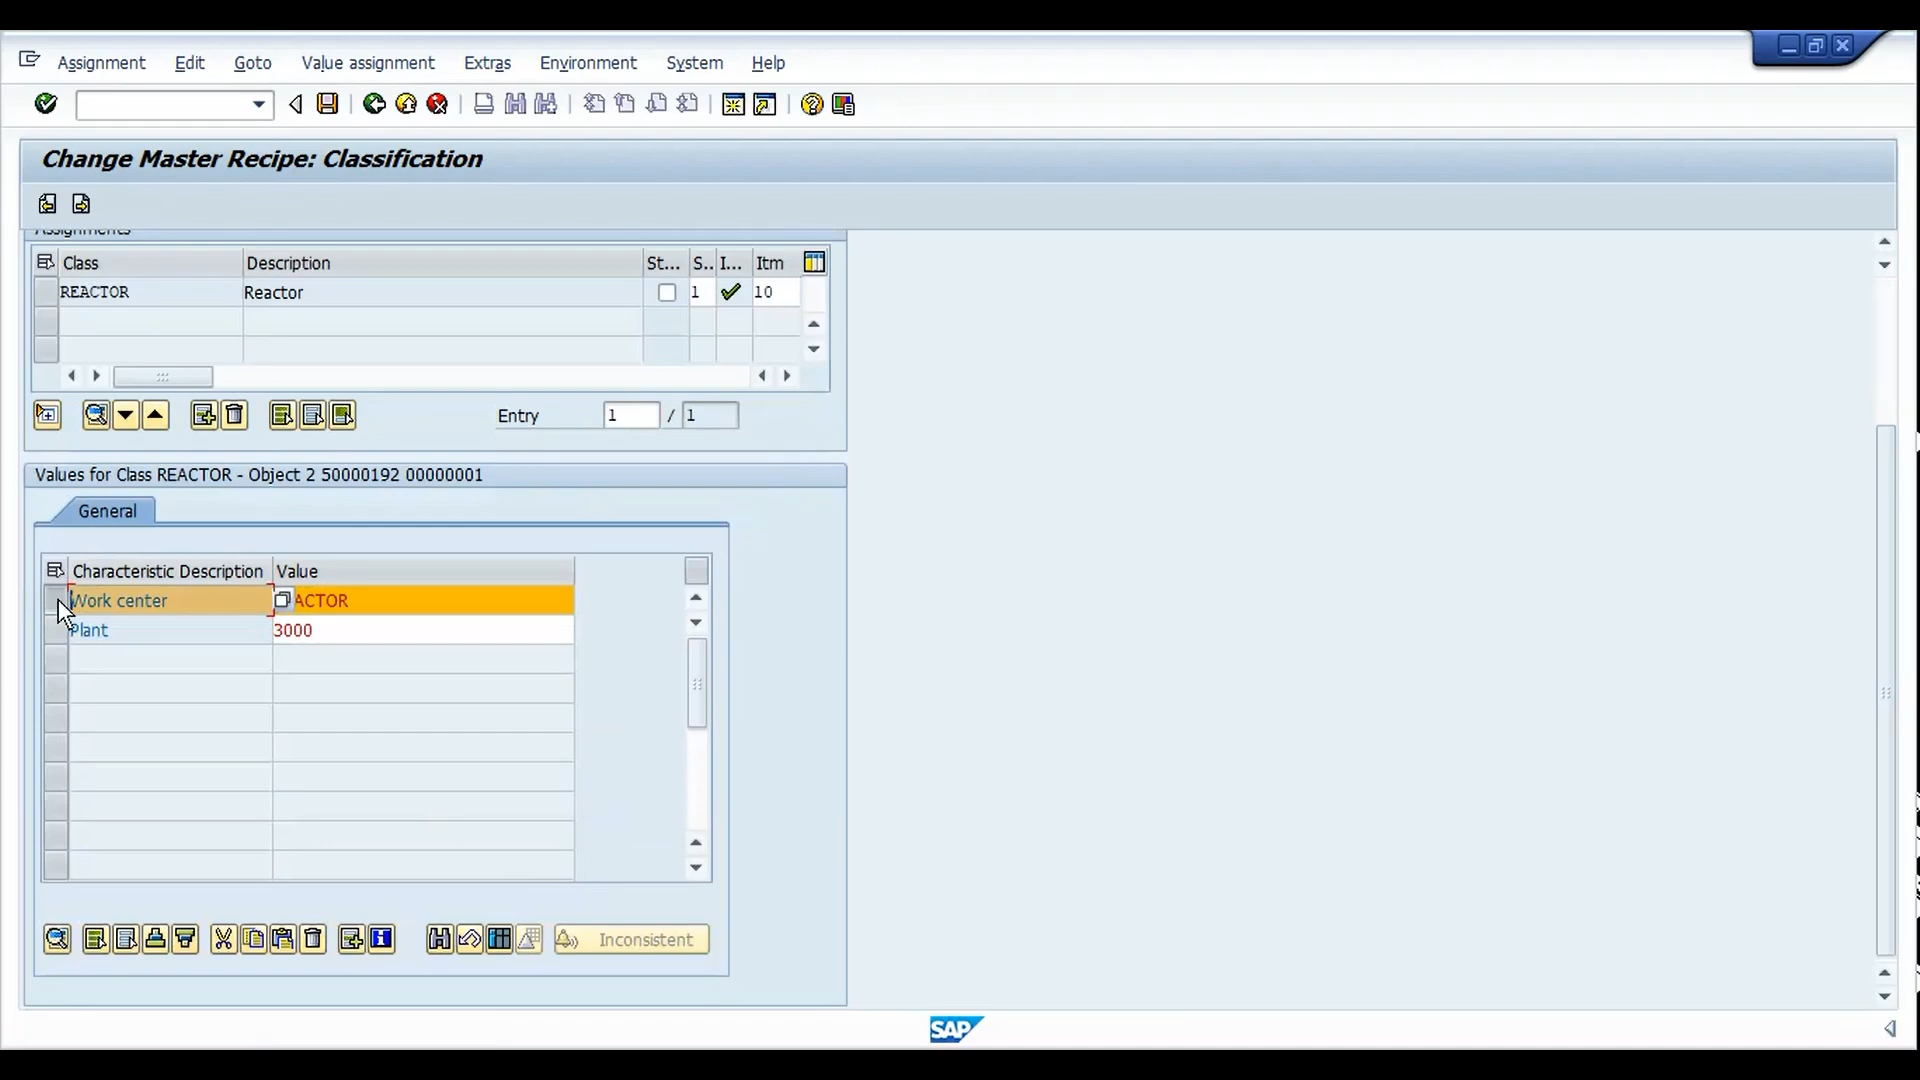 Assignment Edit Goto Value assignment Extras Environment System Help
Change Master Recipe: Classification
Assignments
Class Description St... S.. I... Itm
REACTOR Reactor 1 10
Entry 1 / 1
Values for Class REACTOR - Object 2 50000192 00000001
General
Characteristic Description Value
Work center ACTOR
Plant 3000
Inconsistent
SAP